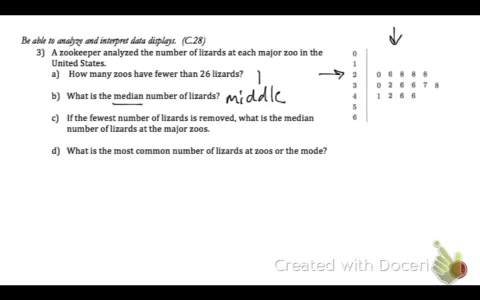 Be able to analyze and interpret data displays. (C.28)
3) A zookeeper analyzed the number of lizards at each major zoo in the
United States.
a) How many zoos have fewer than 26 lizards? 1
b) What is the median number of lizards? middle
c) If the fewest number of lizards is removed, what is the median
number of lizards at the major zoos.
d) What is the most common number of lizards at zoos or the mode?
0
1
2 0 6 8 8 8
3 0 2 6 6 7 8
4 1 2 6 6
5
6
Created with Doceri